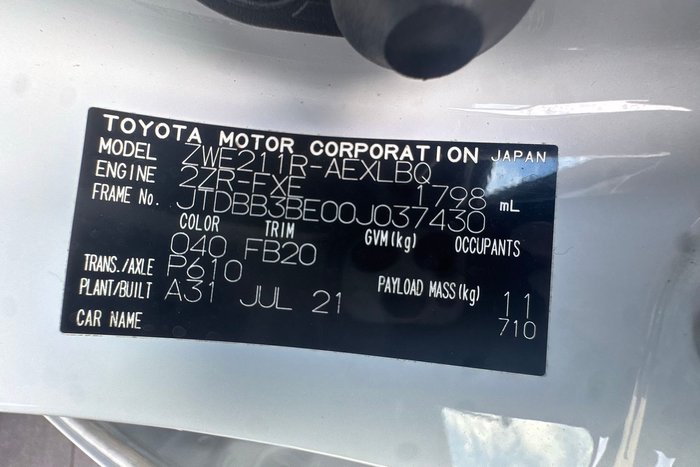 TOYOTA MOTOR CORPORATION JAPAN
MODEL ZWE211R-AEXLBQ
ENGINE 2ZR-FXE 1798 mL
FRAME No. JTDBB3BE00J037430
COLOR TRIM GVM(kg) OCCUPANTS
040 FB20
TRANS./AXLE P610
PLANT/BUILT A31 JUL 21 PAYLOAD MASS(kg) 11
CAR NAME 710